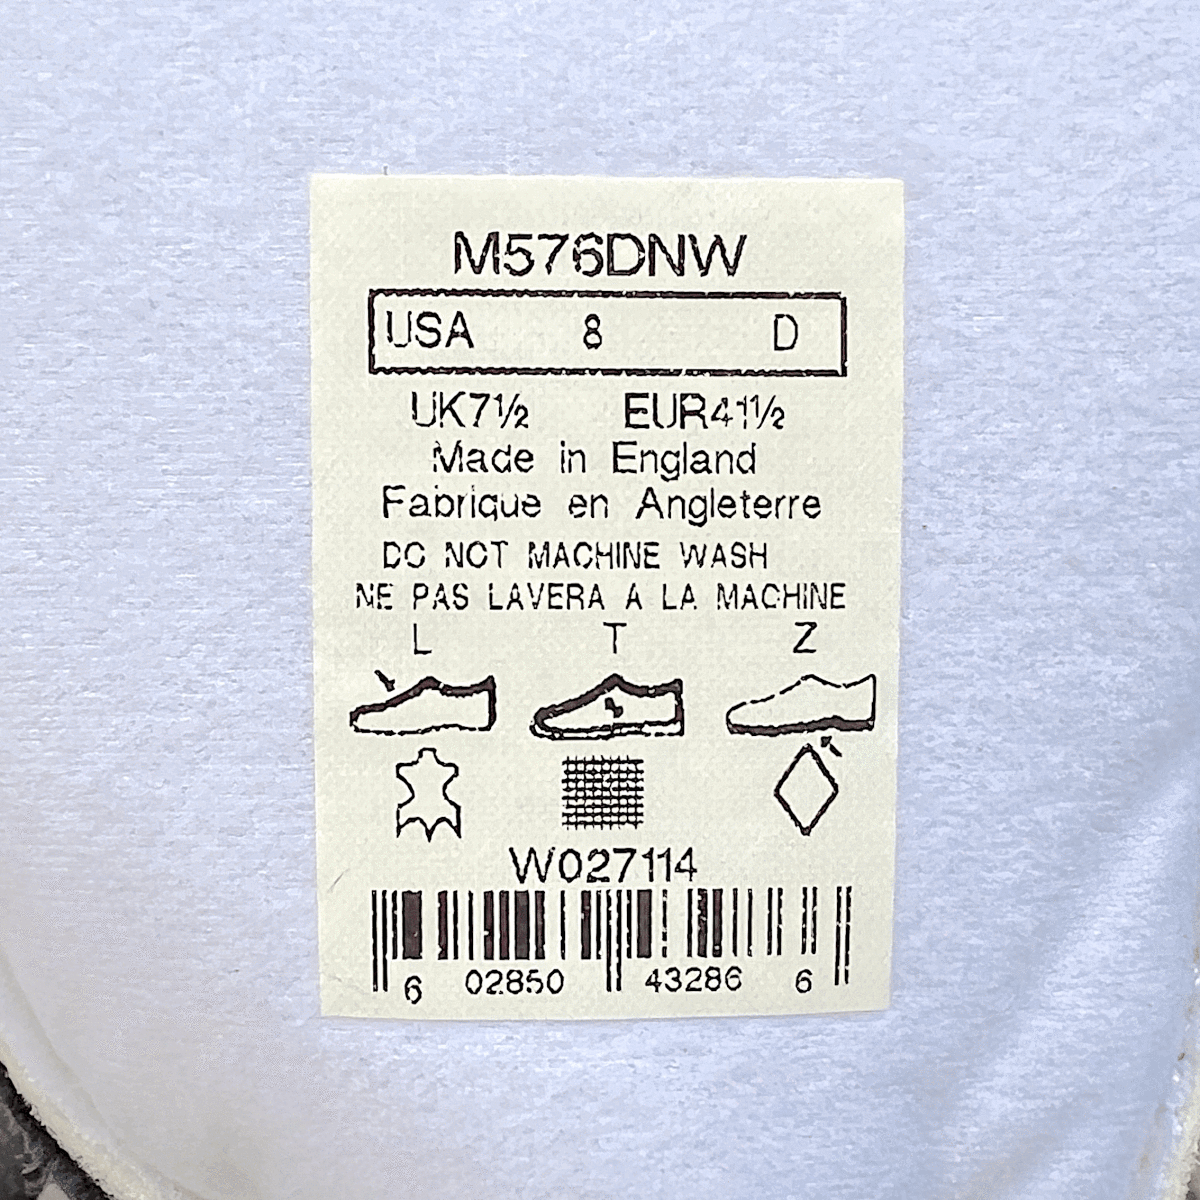 M576DNW
USA 8 D
UK7½ EUR41½
Made in England
Fabrique en Angleterre
DO NOT MACHINE WASH
NE PAS LAVERA A LA MACHINE
L T Z
W027114
6 02850 43286 6